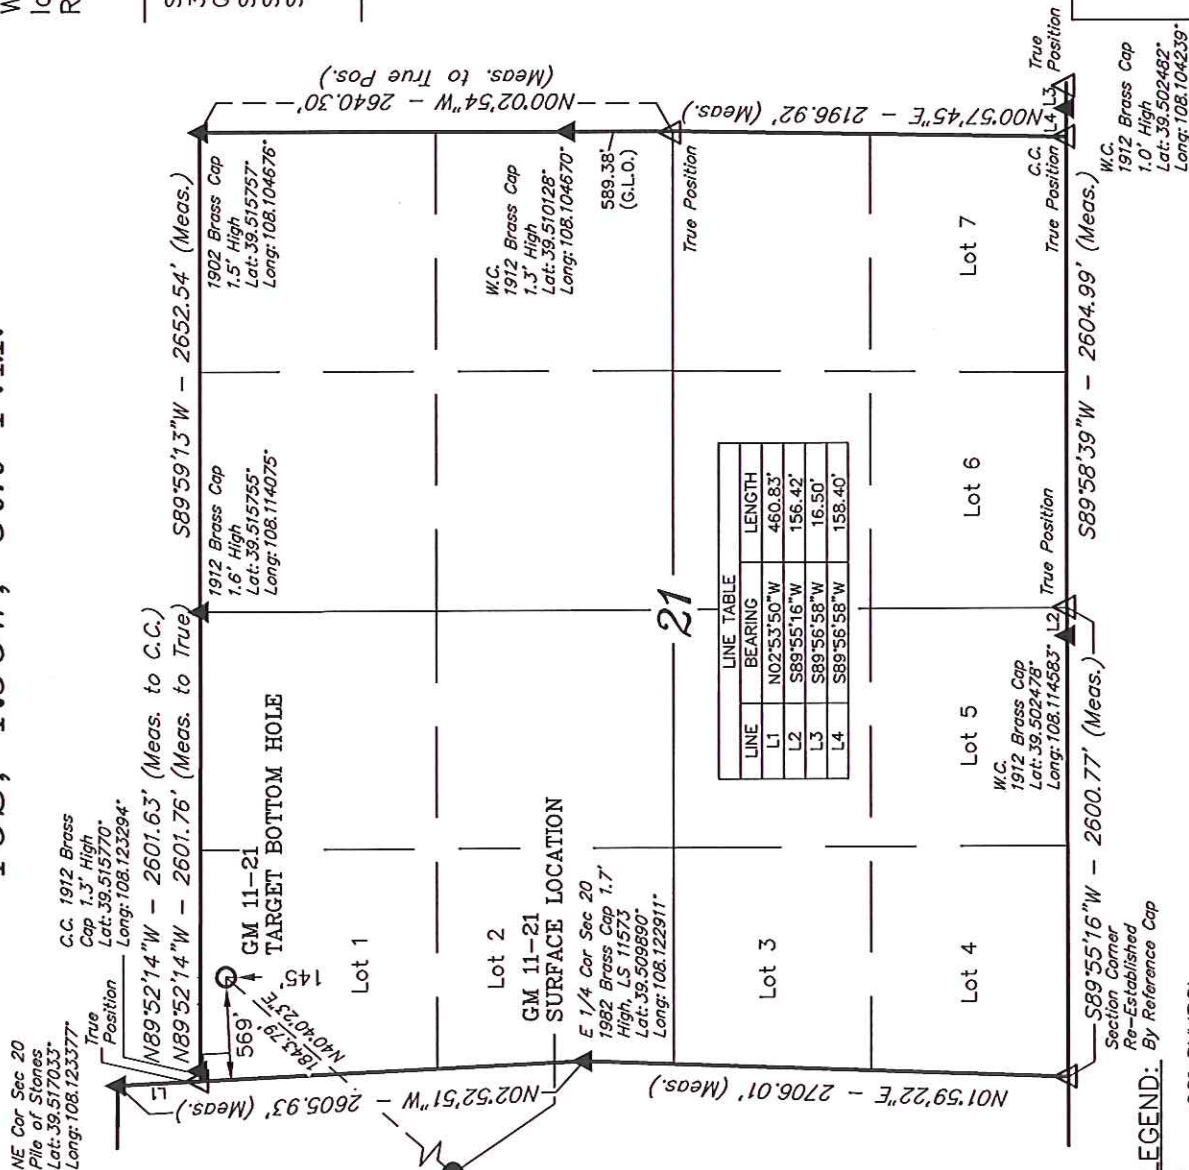 NE Cor Sec 20
Pile of Stones
Lat: 39.517033°
Long: 108.123377°
True
Position
C.C. 1912 Brass
Cap 1.3' High
Lat: 39.515770°
Long: 108.123294°
N89°52'14"W - 2601.63' (Meas. to C.C.)
N89°52'14"W - 2601.76' (Meas. to True)
S89°59'13"W - 2652.54' (Meas.)
1912 Brass Cap
1.6' High
Lat: 39.515755°
Long: 108.114075°
1902 Brass Cap
1.5' High
Lat: 39.515757°
Long: 108.104676°
N00°02'54"W - 2640.30'
(Meas. to True Pos.)
L1
569'
145'
GM 11-21
TARGET BOTTOM HOLE
1843.79'
N40°40'23"E
Lot 1
Lot 2
GM 11-21
SURFACE LOCATION
N02°52'51"W - 2605.93' (Meas.)
E 1/4 Cor Sec 20
1982 Brass Cap 1.7'
High, LS 11573
Lat: 39.509890°
Long: 108.122911°
W.C.
1912 Brass Cap
1.3' High
Lat: 39.510128°
Long: 108.104670°
589.38'
(G.L.O.)
True Position
21
LINE TABLE
LINE BEARING LENGTH
L1 N02°53'50"W 460.83'
L2 S89°55'16"W 156.42'
L3 S89°56'58"W 16.50'
L4 S89°56'58"W 158.40'
Lot 3
N01°59'22"E - 2706.01' (Meas.)
N00°57'45"E - 2196.92' (Meas.)
Lot 4
Lot 5
Lot 6
Lot 7
W.C.
1912 Brass Cap
Lat: 39.502478°
Long: 108.114583°
L2
True Position
C.C.
True Position
L4
L3
True
Position
W.C.
1912 Brass Cap
1.0' High
Lat: 39.502482°
Long: 108.104239°
S89°55'16"W - 2600.77' (Meas.)
S89°58'39"W - 2604.99' (Meas.)
Section Corner
Re-Established
By Reference Cap
EGEND: